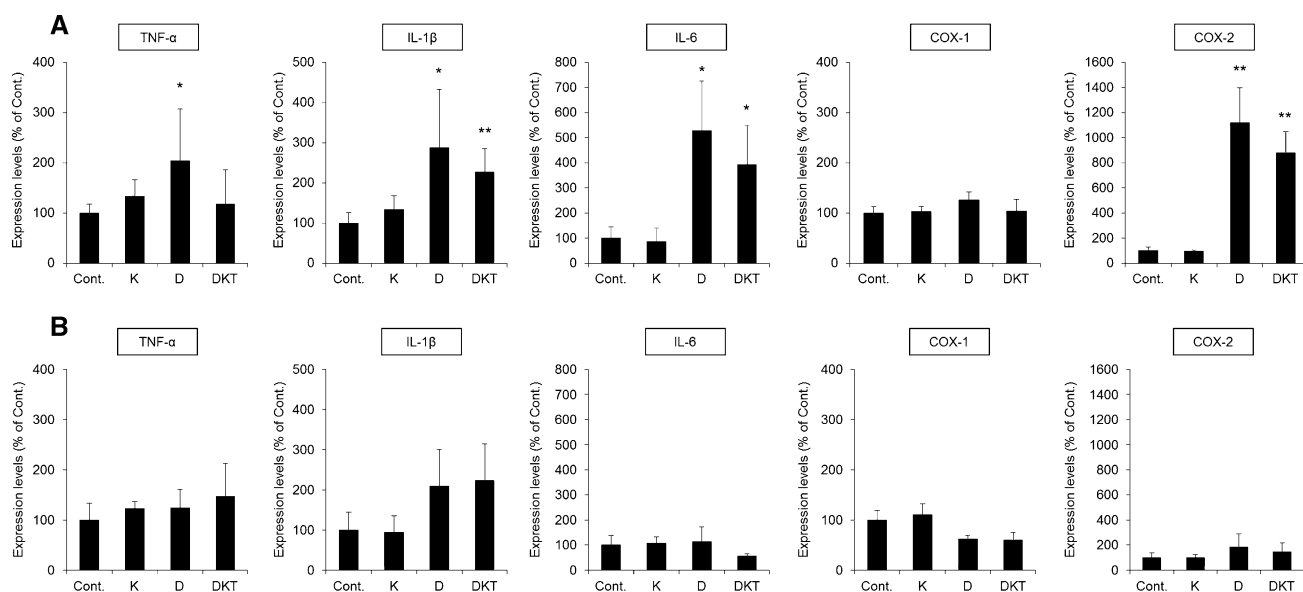 A
TNF-α
IL-1β
IL-6
COX-1
COX-2
Expression levels (% of Cont.)
400
300
200
100
0
*
Cont. K D DKT
Expression levels (% of Cont.)
500
400
300
200
100
0
*
**
Cont. K D DKT
Expression levels (% of Cont.)
800
700
600
500
400
300
200
100
0
*
*
Cont. K D DKT
Expression levels (% of Cont.)
400
300
200
100
0
Cont. K D DKT
Expression levels (% of Cont.)
1600
1400
1200
1000
800
600
400
200
0
**
**
Cont. K D DKT
B
TNF-α
IL-1β
IL-6
COX-1
COX-2
Expression levels (% of Cont.)
400
300
200
100
0
Cont. K D DKT
Expression levels (% of Cont.)
500
400
300
200
100
0
Cont. K D DKT
Expression levels (% of Cont.)
800
700
600
500
400
300
200
100
0
Cont. K D DKT
Expression levels (% of Cont.)
400
300
200
100
0
Cont. K D DKT
Expression levels (% of Cont.)
1600
1400
1200
1000
800
600
400
200
0
Cont. K D DKT